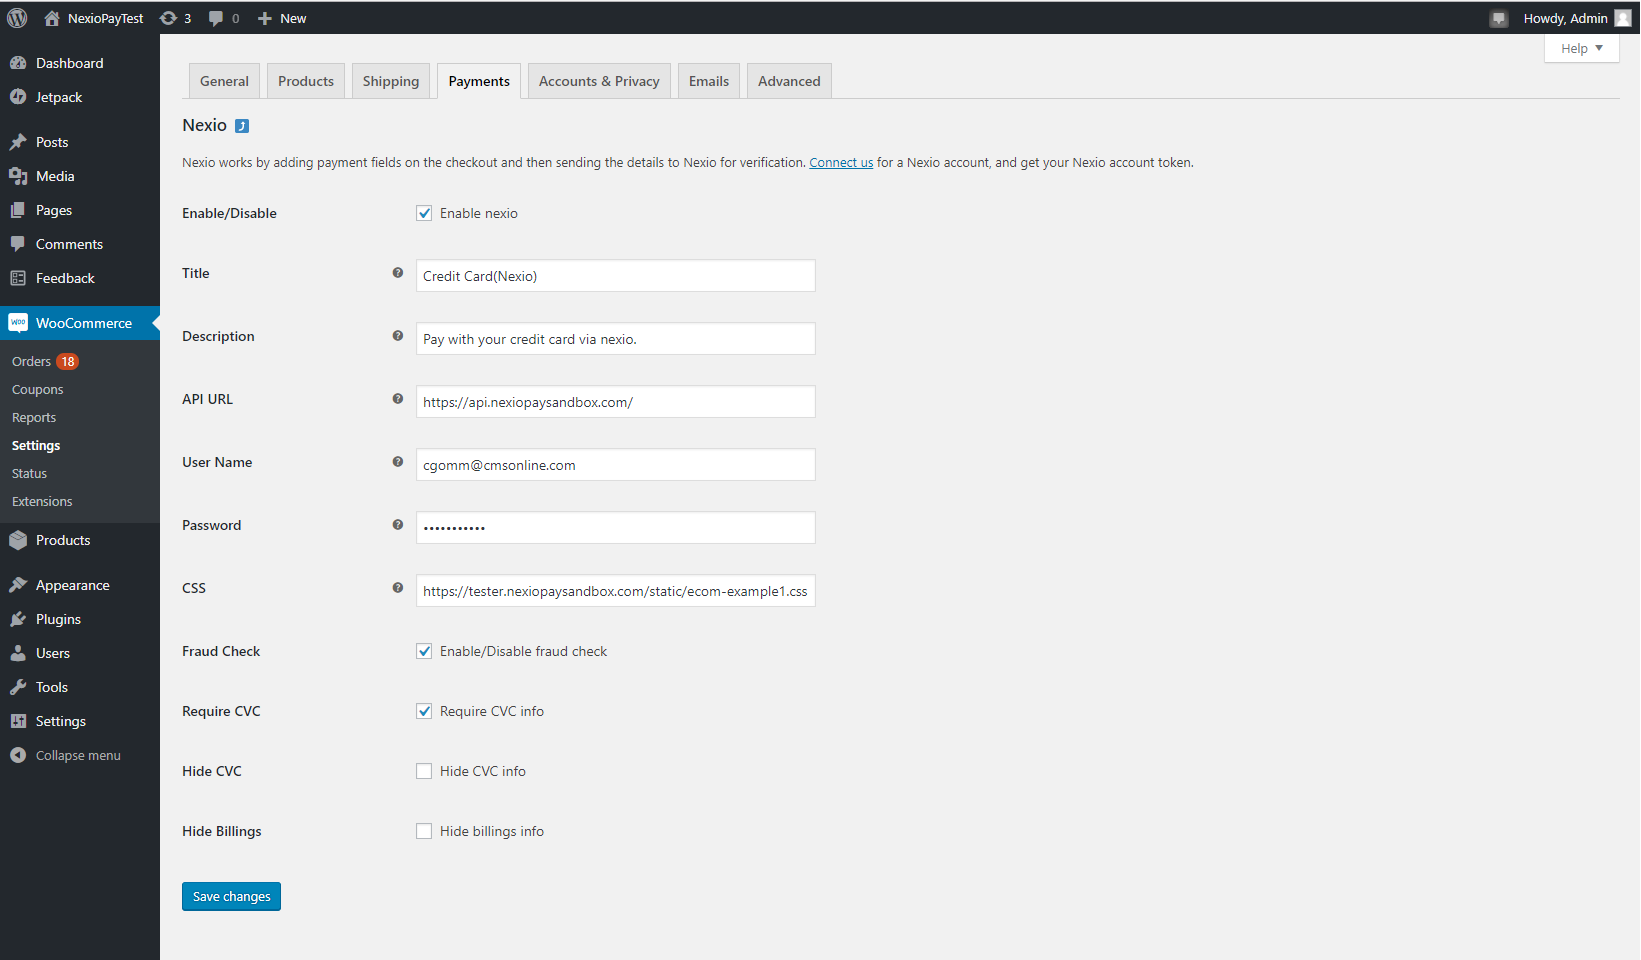 NexioPayTest 3 0 New Howdy, Admin
Help
Dashboard
Jetpack
Posts
Media
Pages
Comments
Feedback
WooCommerce
Orders 18
Coupons
Reports
Settings
Status
Extensions
Products
Appearance
Plugins
Users
Tools
Settings
Collapse menu
General Products Shipping Payments Accounts & Privacy Emails Advanced
Nexio
Nexio works by adding payment fields on the checkout and then sending the details to Nexio for verification. Connect us for a Nexio account, and get your Nexio account token.
Enable/Disable Enable nexio
Title Credit Card(Nexio)
Description Pay with your credit card via nexio.
API URL https://api.nexiopaysandbox.com/
User Name cgomm@cmsonline.com
Password •••••••••••
CSS https://tester.nexiopaysandbox.com/static/ecom-example1.css
Fraud Check Enable/Disable fraud check
Require CVC Require CVC info
Hide CVC Hide CVC info
Hide Billings Hide billings info
Save changes